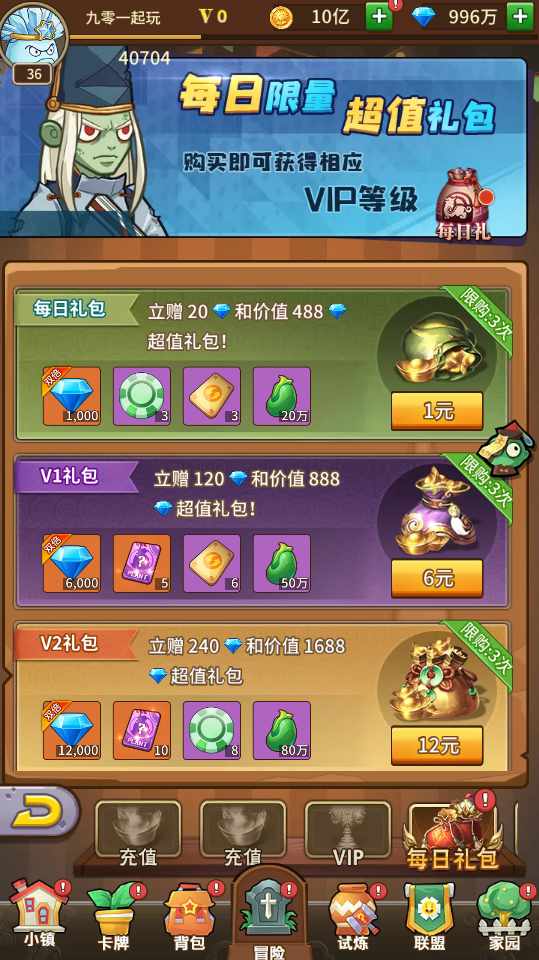 九零一起玩
V 0
10亿
996万
36
40704
每日限量
超值礼包
购买即可获得相应
VIP等级
每日礼
每日礼包
立赠 20 和价值 488
超值礼包!
限购:3次
双倍
1,000
3
3
20万
1元
V1礼包
立赠 120 和价值 888
超值礼包!
限购:3次
双倍
6,000
PLANT
5
6
50万
6元
V2礼包
立赠 240 和价值 1688
超值礼包
限购:3次
双倍
12,000
PLANT
10
8
80万
12元
充值
充值
VIP
每日礼包
小镇
卡牌
背包
冒险
试炼
联盟
家园